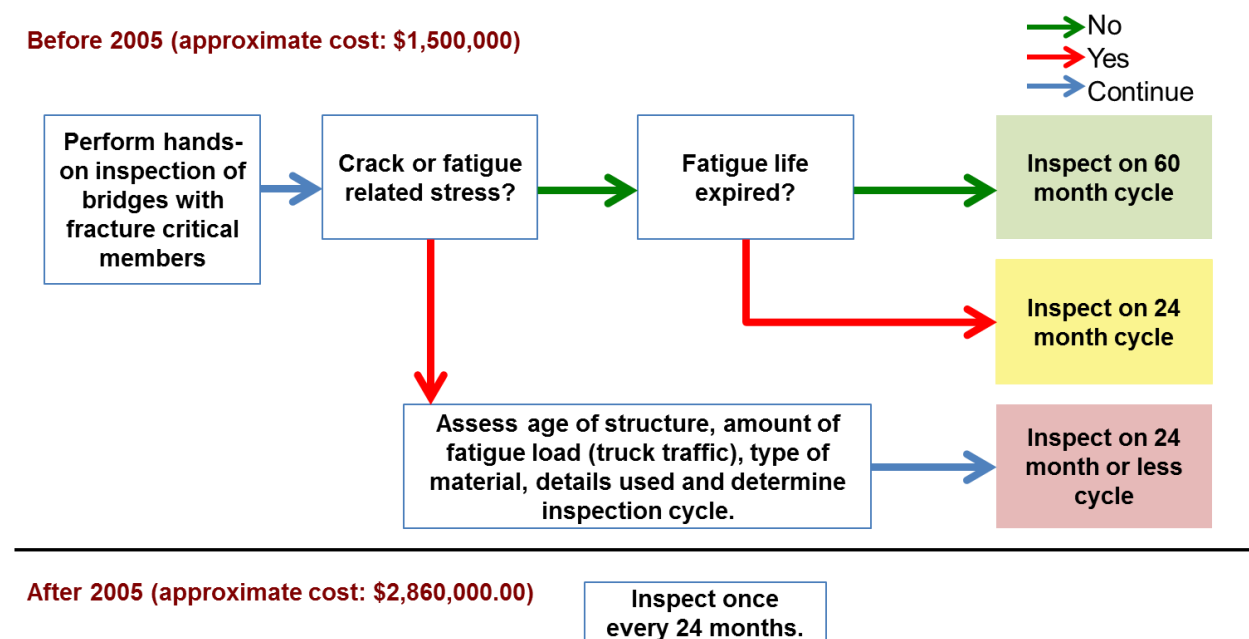 Before 2005 (approximate cost: $1,500,000)
No
Yes
Continue
Perform hands-
on inspection of
bridges with
fracture critical
members
Crack or fatigue
related stress?
Fatigue life
expired?
Inspect on 60
month cycle
Inspect on 24
month cycle
Assess age of structure, amount of
fatigue load (truck traffic), type of
material, details used and determine
inspection cycle.
Inspect on 24
month or less
cycle
After 2005 (approximate cost: $2,860,000.00)
Inspect once
every 24 months.